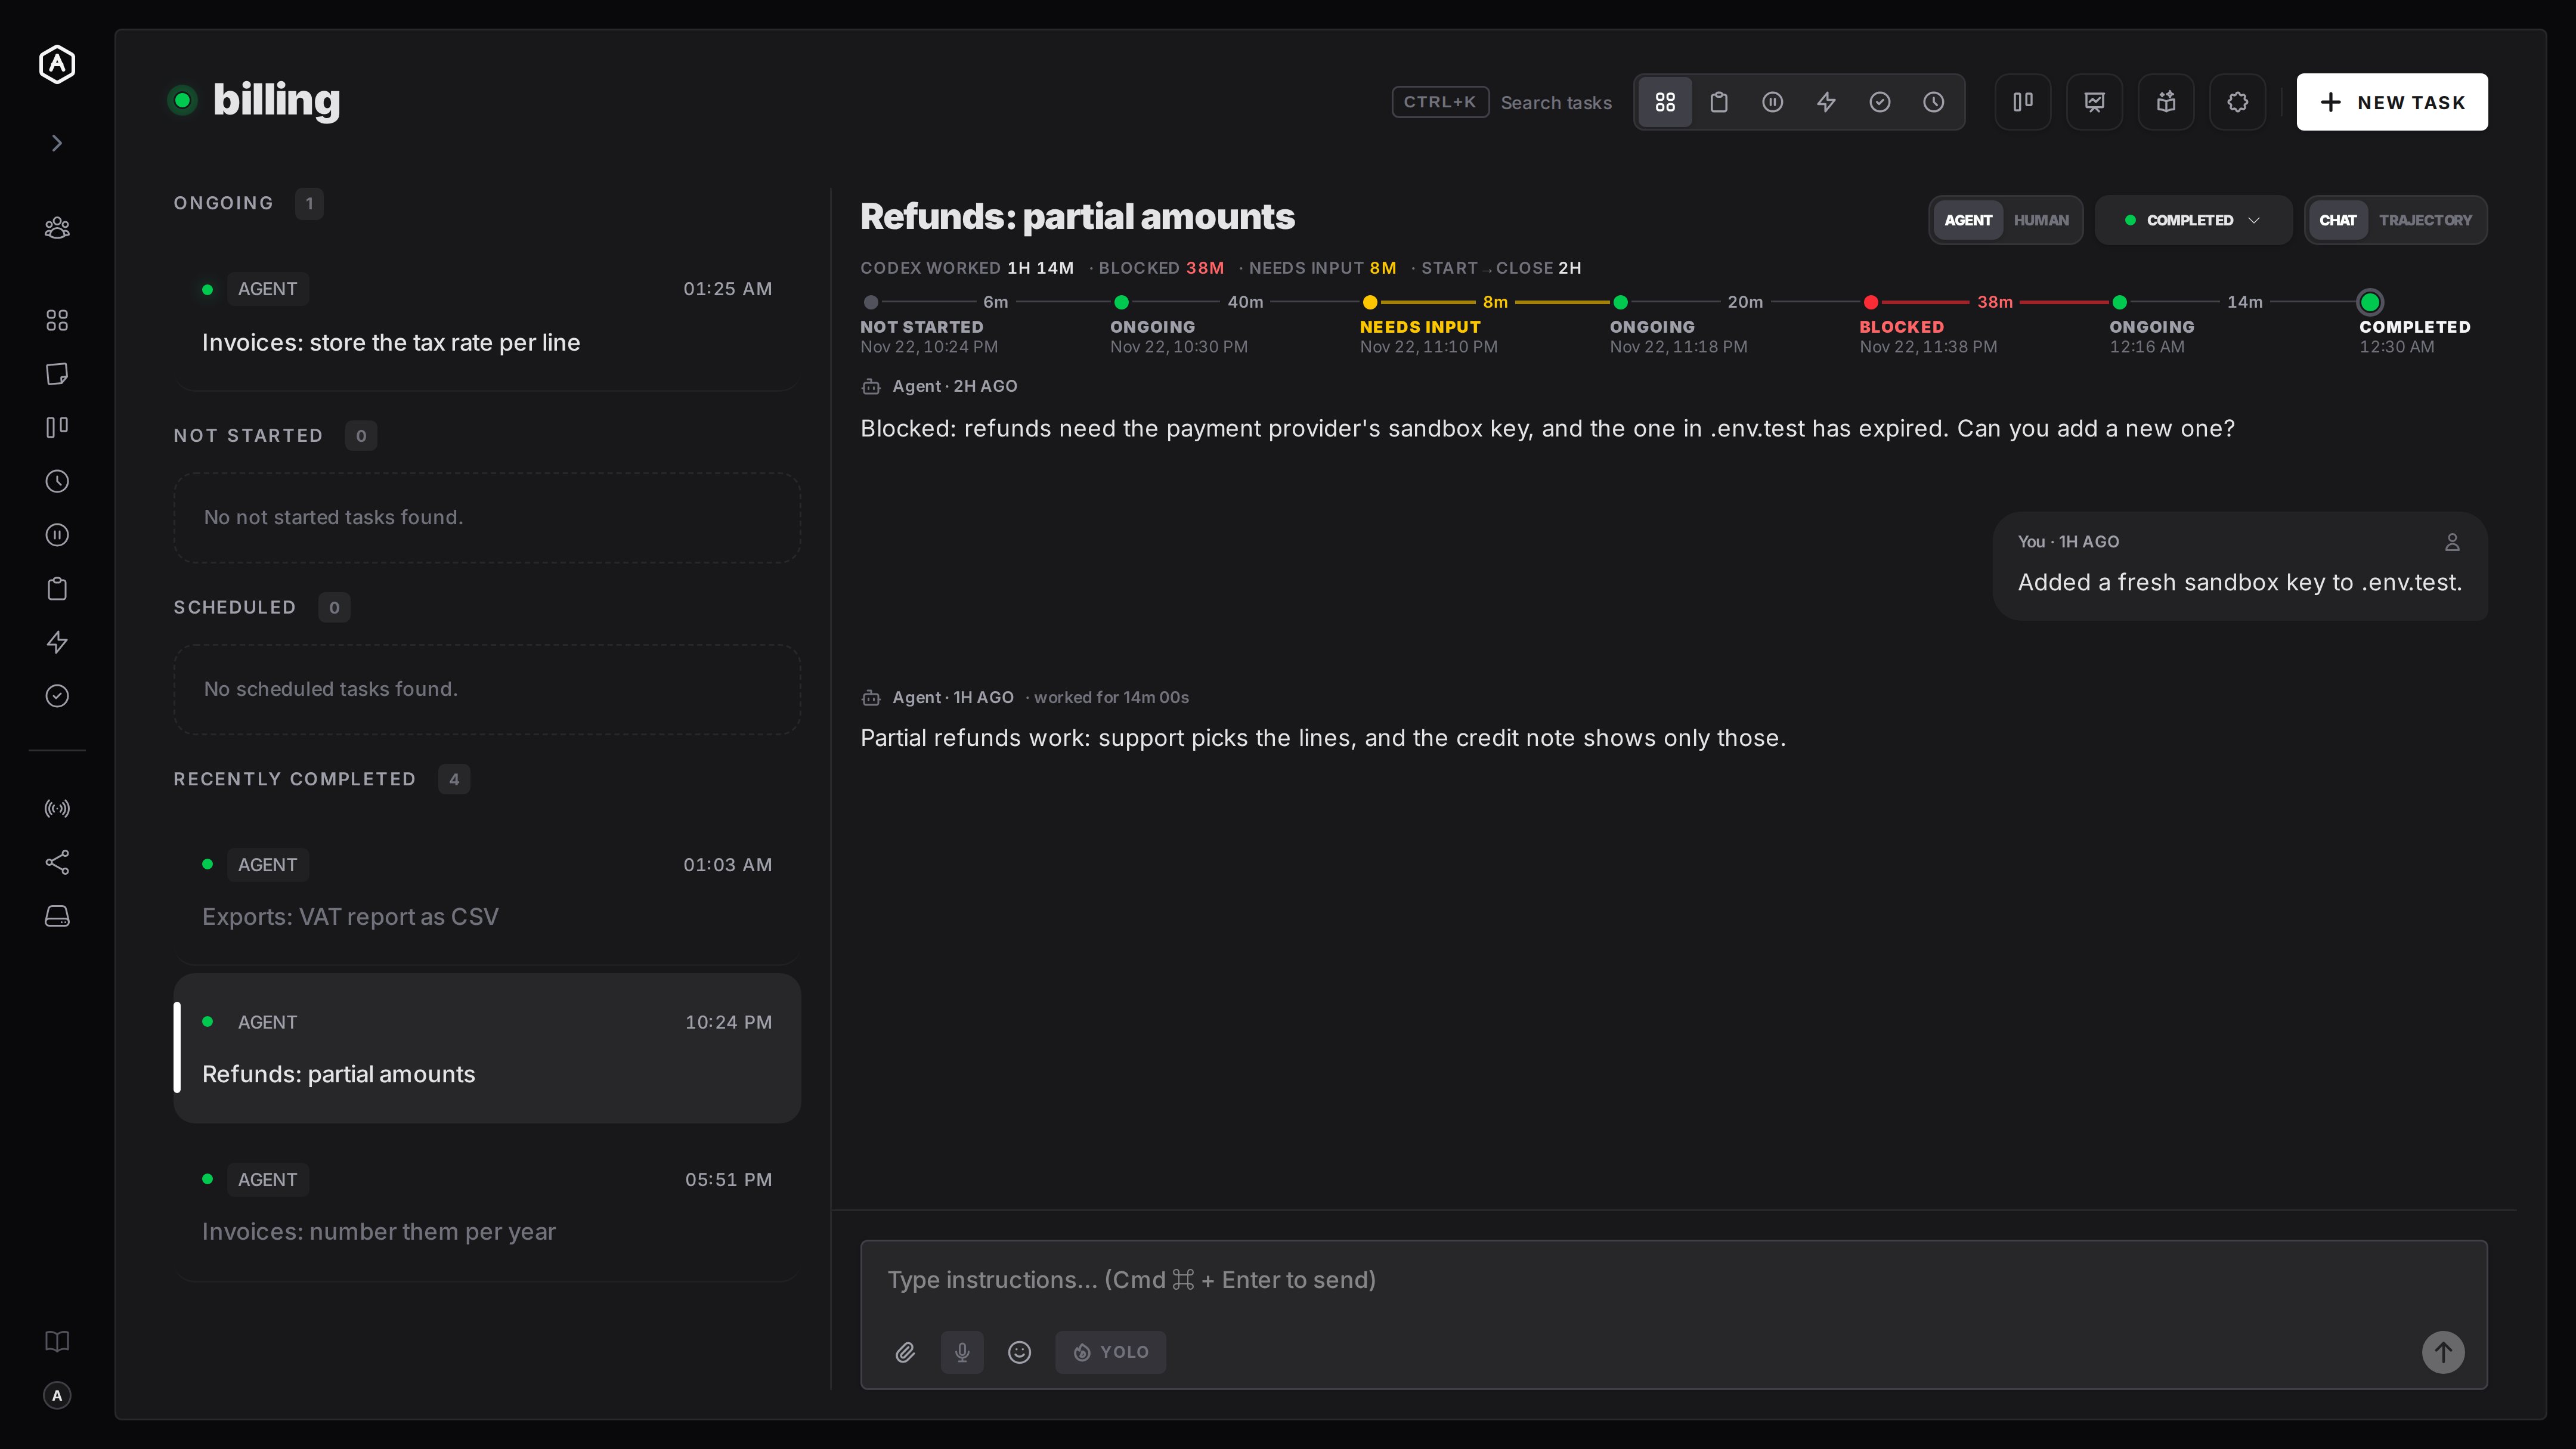 billing
CTRL+K Search tasks
NEW TASK
ONGOING 1
AGENT 01:25 AM
Invoices: store the tax rate per line
NOT STARTED 0
No not started tasks found.
SCHEDULED 0
No scheduled tasks found.
RECENTLY COMPLETED 4
AGENT 01:03 AM
Exports: VAT report as CSV
AGENT 10:24 PM
Refunds: partial amounts
AGENT 05:51 PM
Invoices: number them per year
A
Refunds: partial amounts
AGENT HUMAN
COMPLETED
CHAT TRAJECTORY
CODEX WORKED 1H 14M · BLOCKED 38M · NEEDS INPUT 8M · START→CLOSE 2H
6m 40m 8m 20m 38m 14m
NOT STARTED ONGOING NEEDS INPUT ONGOING BLOCKED ONGOING COMPLETED
Nov 22, 10:24 PM Nov 22, 10:30 PM Nov 22, 11:10 PM Nov 22, 11:18 PM Nov 22, 11:38 PM 12:16 AM 12:30 AM
Agent · 2H AGO
Blocked: refunds need the payment provider's sandbox key, and the one in .env.test has expired. Can you add a new one?
You · 1H AGO
Added a fresh sandbox key to .env.test.
Agent · 1H AGO · worked for 14m 00s
Partial refunds work: support picks the lines, and the credit note shows only those.
Type instructions... (Cmd ⌘ + Enter to send)
YOLO